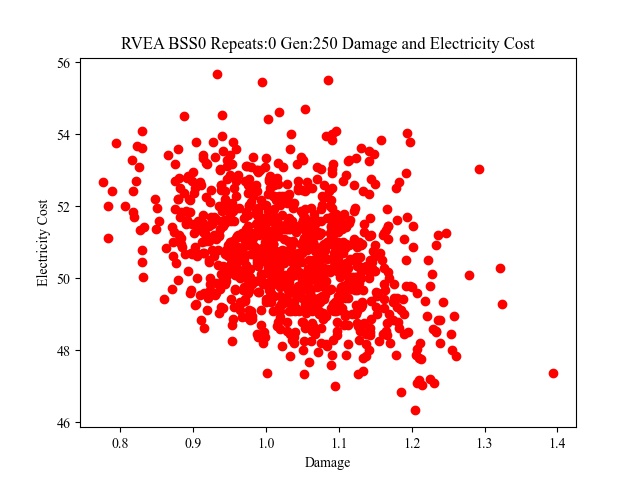 RVEA BSS0 Repeats:0 Gen:250 Damage and Electricity Cost
56
54
52
50
48
46
Electricity Cost
0.8 0.9 1.0 1.1 1.2 1.3 1.4
Damage